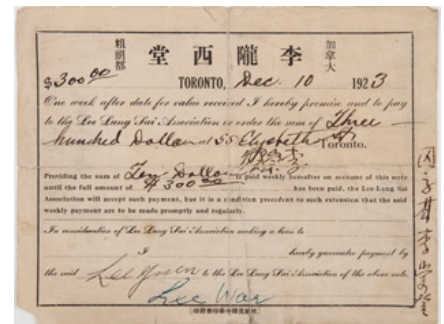 加拿大
李隴西堂
$300.00 TORONTO, Dec. 10 1923
One week after date for value received I hereby promise and to pay
to the Lee Lung Sai Association or order the sum of Three
hundred Dollars at 55 Elizabeth St. Toronto.
Providing the sum of Ten Dollars is paid weekly hereafter on account of this note
until the full amount of $300.00 has been paid, the Lee Lung Sai
Association will accept such payment, but it is a condition precedent to such extension that the said
weekly payment are to be made promptly and regularly.
In consideration of Lee Lung Sai Association making a loan to
I hereby guarantee payment by
the said Lee to the Lee Lung Sai Association of the above note.
Lee War